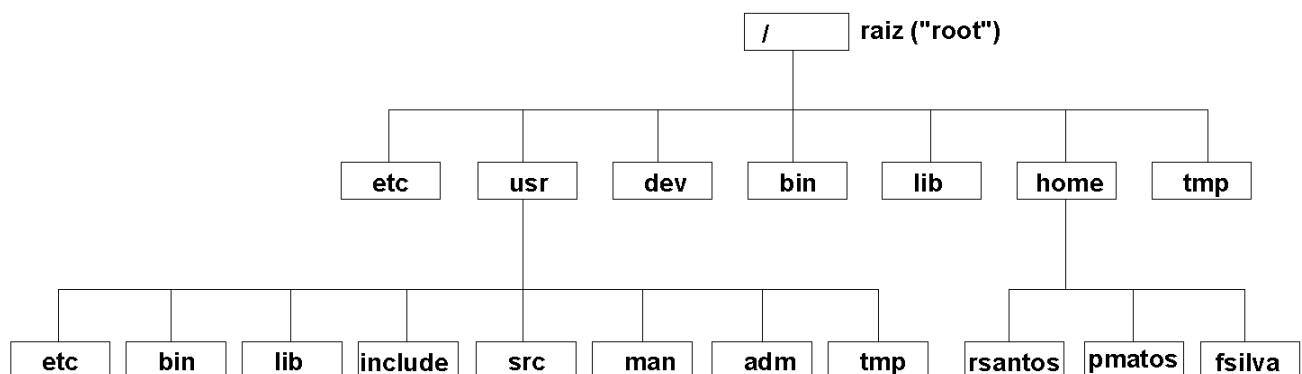 / raiz ("root")
etc usr dev bin lib home tmp
etc bin lib include src man adm tmp rsantos pmatos fsilva